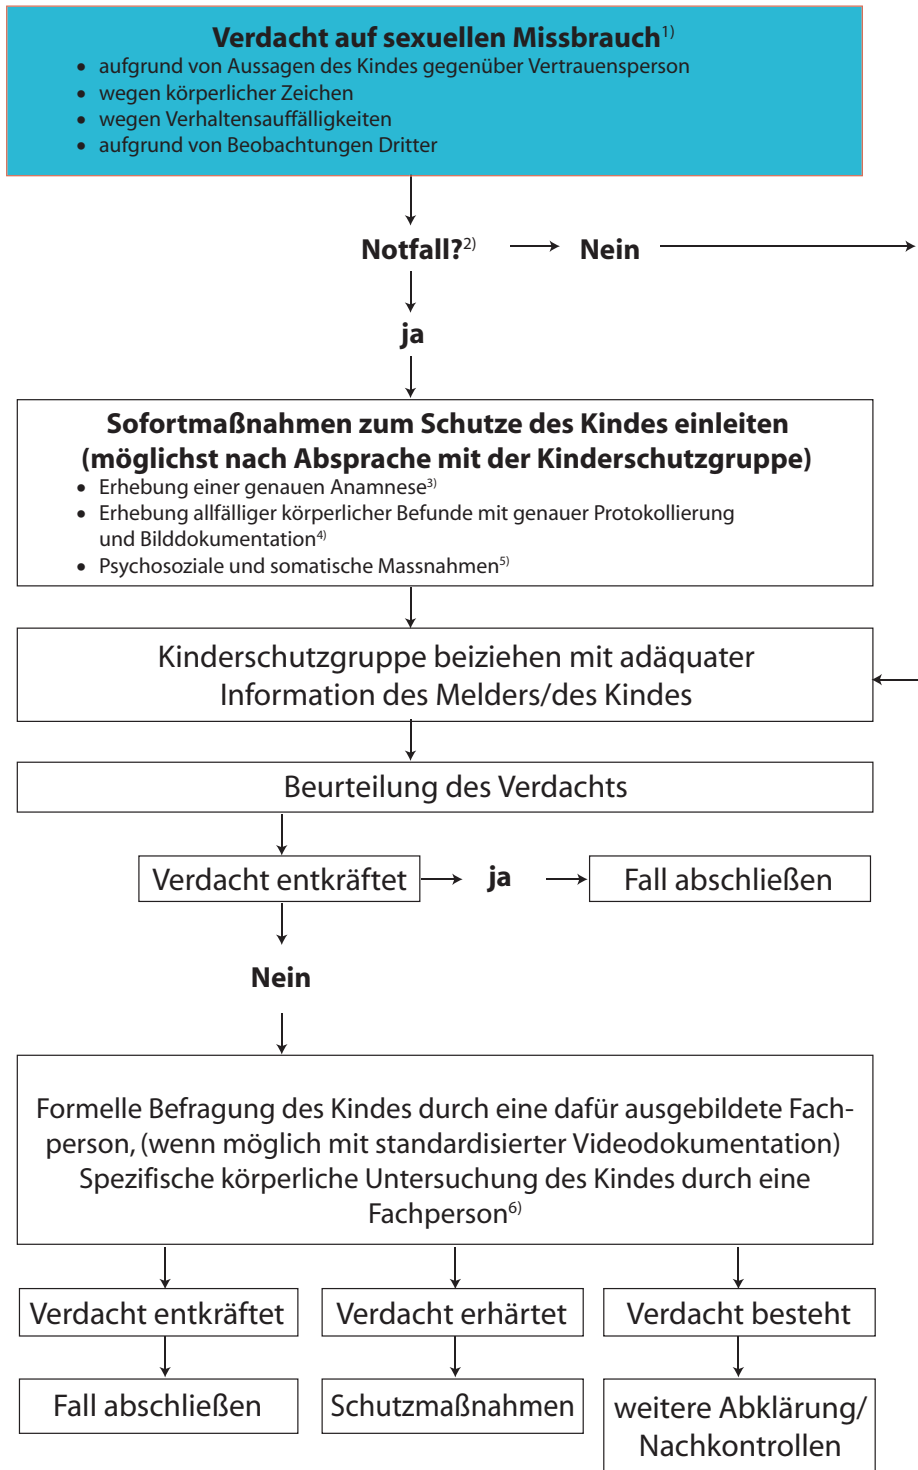 Verdacht auf sexuellen Missbrauch1)
• aufgrund von Aussagen des Kindes gegenüber Vertrauensperson
• wegen körperlicher Zeichen
• wegen Verhaltensauffälligkeiten
• aufgrund von Beobachtungen Dritter
Notfall?2) Nein
ja
Sofortmaßnahmen zum Schutze des Kindes einleiten
(möglichst nach Absprache mit der Kinderschutzgruppe)
• Erhebung einer genauen Anamnese3)
• Erhebung allfälliger körperlicher Befunde mit genauer Protokollierung
und Bilddokumentation4)
• Psychosoziale und somatische Massnahmen5)
Kinderschutzgruppe beiziehen mit adäquater
Information des Melders/des Kindes
Beurteilung des Verdachts
Verdacht entkräftet ja Fall abschließen
Nein
Formelle Befragung des Kindes durch eine dafür ausgebildete Fach-
person, (wenn möglich mit standardisierter Videodokumentation)
Spezifische körperliche Untersuchung des Kindes durch eine
Fachperson6)
Verdacht entkräftet Verdacht erhärtet Verdacht besteht
Fall abschließen Schutzmaßnahmen weitere Abklärung/
Nachkontrollen